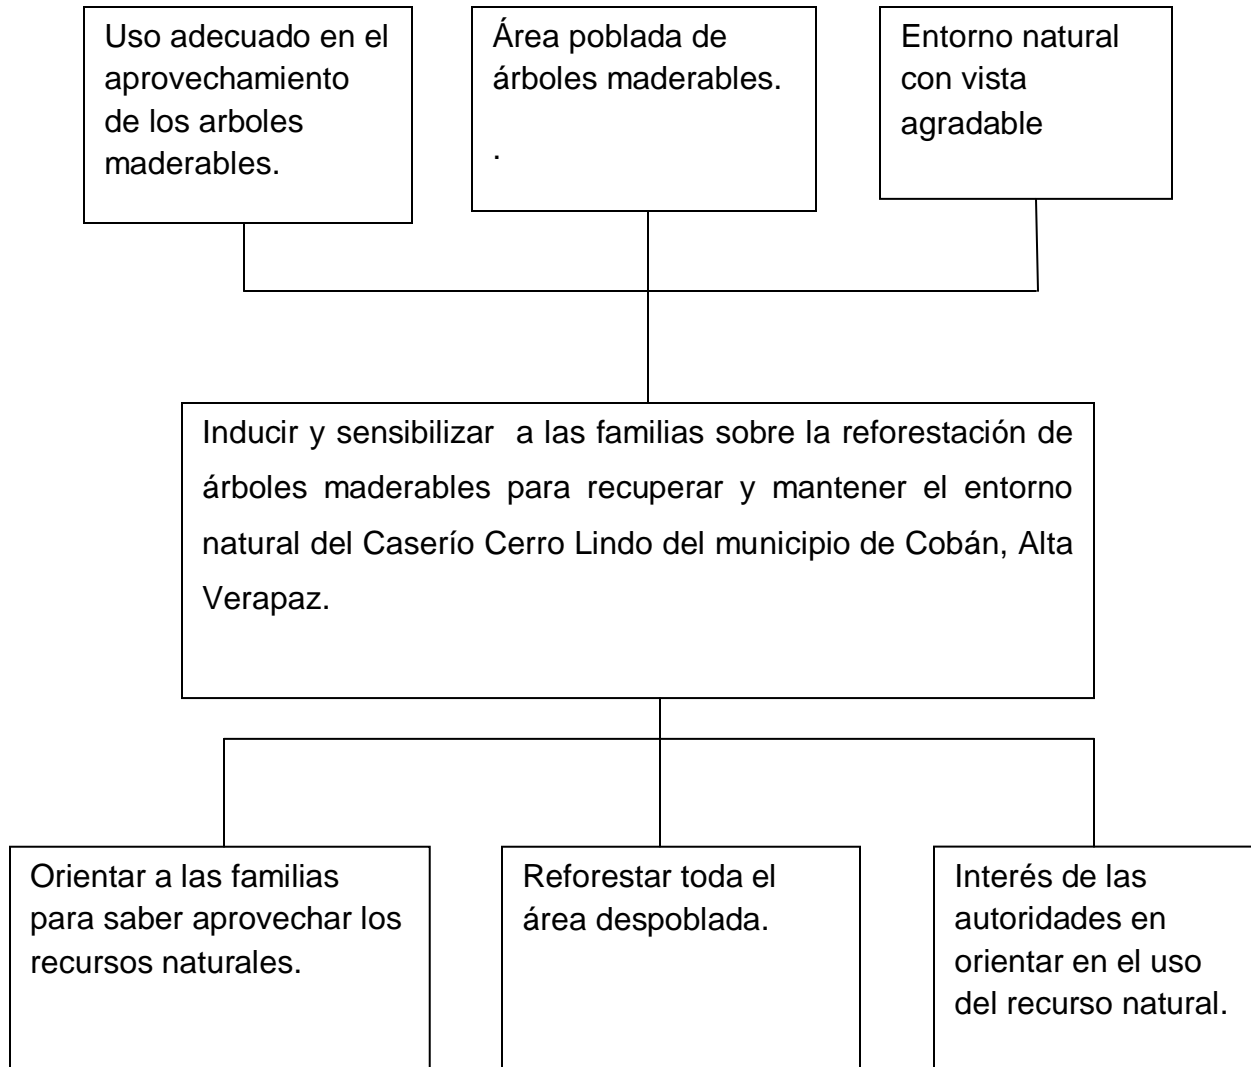 Uso adecuado en el
aprovechamiento
de los arboles
maderables.
Área poblada de
árboles maderables.
.
Entorno natural
con vista
agradable
Inducir y sensibilizar a las familias sobre la reforestación de
árboles maderables para recuperar y mantener el entorno
natural del Caserío Cerro Lindo del municipio de Cobán, Alta
Verapaz.
Orientar a las familias
para saber aprovechar los
recursos naturales.
Reforestar toda el
área despoblada.
Interés de las
autoridades en
orientar en el uso
del recurso natural.